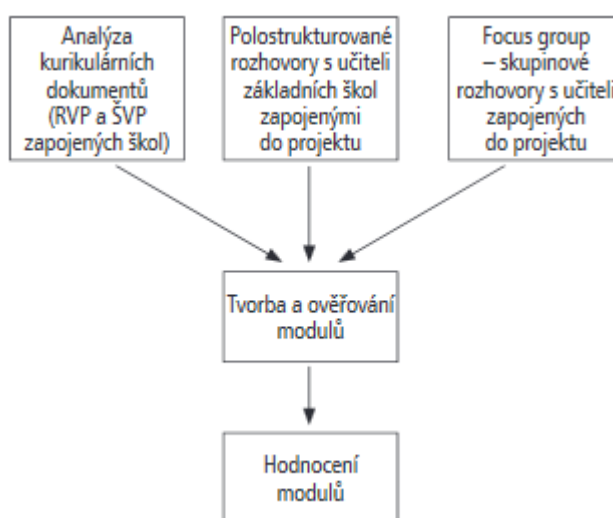 Analýza
kurikulárních
dokumentů
(RVP a ŠVP
zapojených škol)
Polostrukturované
rozhovory s učiteli
základních škol
zapojenými
do projektu
Focus group
– skupinové
rozhovory s učiteli
zapojených
do projektu
Tvorba a ověřování
modulů
Hodnocení
modulů